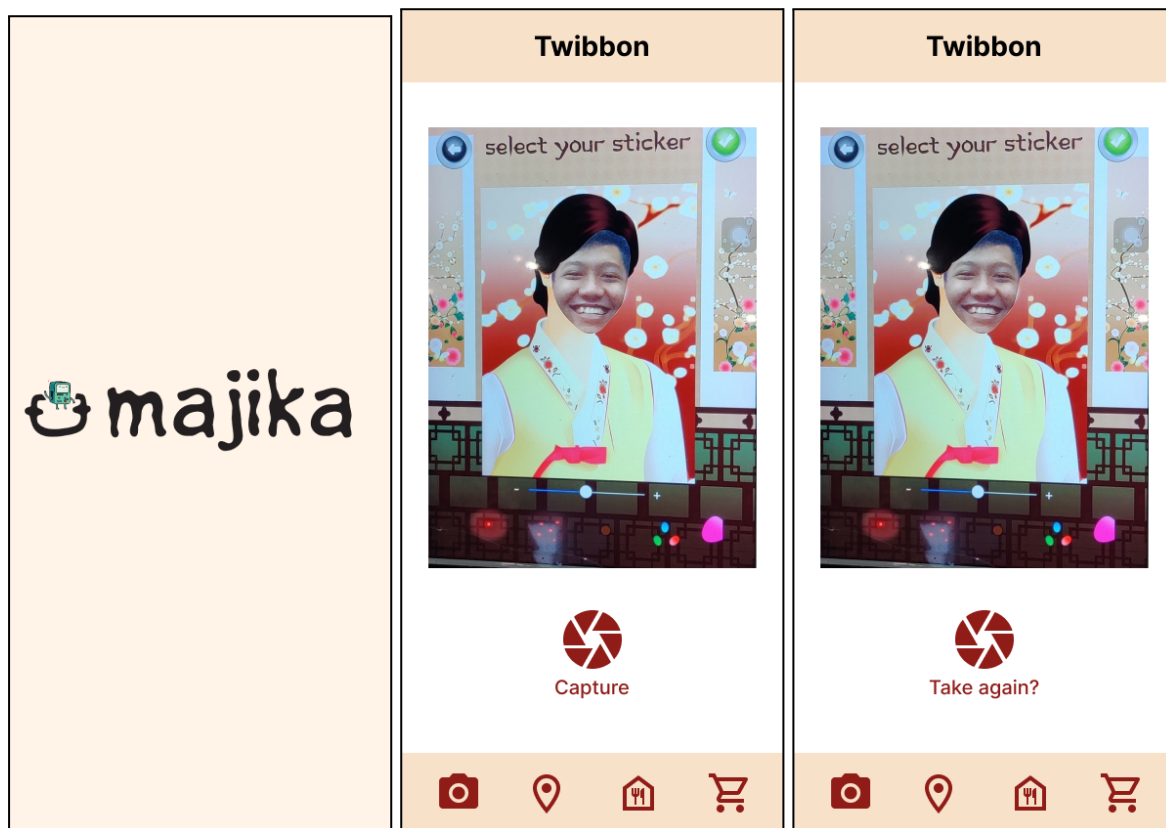 majika
Twibbon
select your sticker
- +
Capture
Twibbon
select your sticker
- +
Take again?